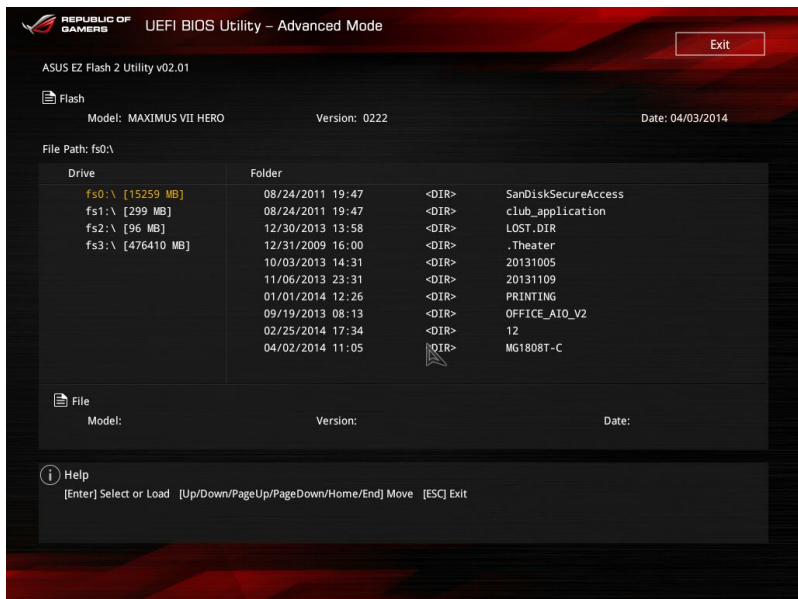 REPUBLIC OF
GAMERS
UEFI BIOS Utility – Advanced Mode
Exit
ASUS EZ Flash 2 Utility v02.01
Flash
Model: MAXIMUS VII HERO Version: 0222 Date: 04/03/2014
File Path: fs0:\
Drive Folder
fs0:\ [15259 MB] 08/24/2011 19:47 <DIR> SanDiskSecureAccess
fs1:\ [299 MB] 08/24/2011 19:47 <DIR> club_application
fs2:\ [96 MB] 12/30/2013 13:58 <DIR> LOST.DIR
fs3:\ [476410 MB] 12/31/2009 16:00 <DIR> .Theater
10/03/2013 14:31 <DIR> 20131005
11/06/2013 23:31 <DIR> 20131109
01/01/2014 12:26 <DIR> PRINTING
09/19/2013 08:13 <DIR> OFFICE_AIO_V2
02/25/2014 17:34 <DIR> 12
04/02/2014 11:05 <DIR> MG1808T-C
File
Model: Version: Date:
Help
[Enter] Select or Load [Up/Down/PageUp/PageDown/Home/End] Move [ESC] Exit